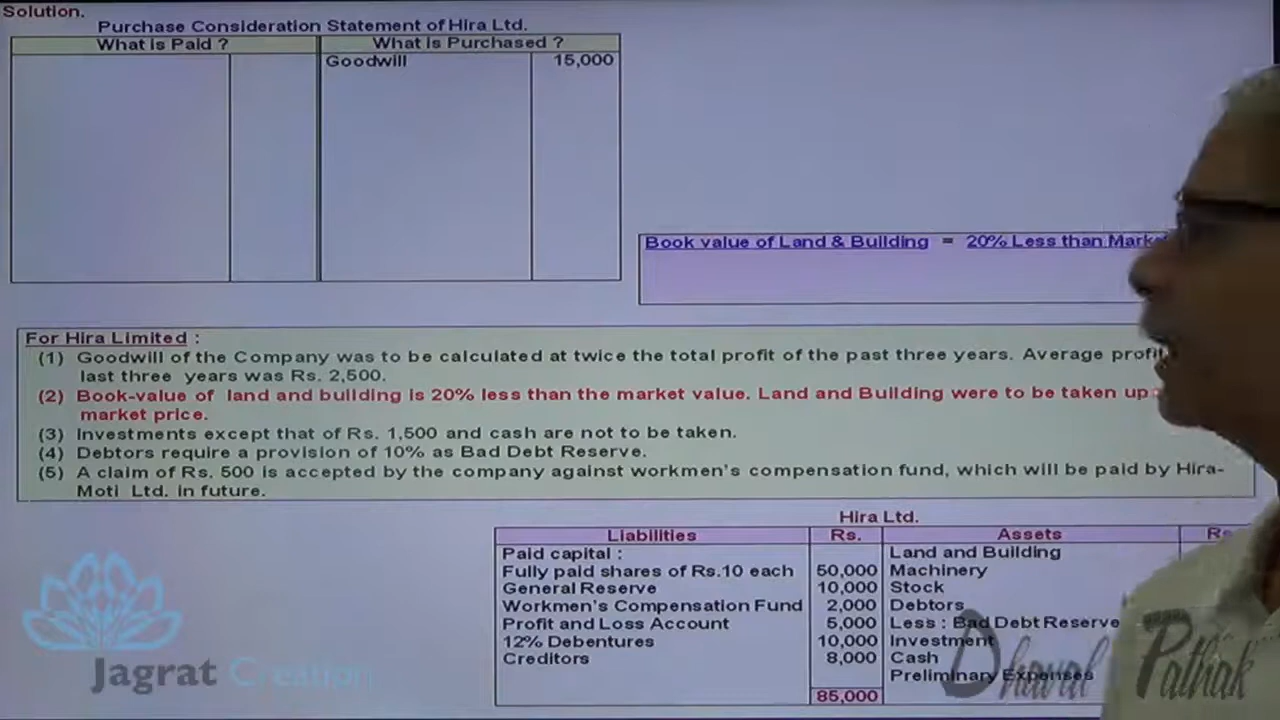 Solution.
Purchase Consideration Statement of Hira Ltd.
What is Paid ? What is Purchased ?
Goodwill 15,000
Book value of Land & Building = 20% Less than
For Hira Limited :
(1) Goodwill of the Company was to be calculated at twice the total profit of the past three years. Average
last three years was Rs. 2,500.
(2) Book-value of land and building is 20% less than the market value. Land and Building were to be taken up
market price.
(3) Investments except that of Rs. 1,500 and cash are not to be taken.
(4) Debtors require a provision of 10% as Bad Debt Reserve.
(5) A claim of Rs. 500 is accepted by the company against workmen's compensation fund, which will be paid by Hira-
Moti Ltd. in future.
Hira Ltd.
Liabilities Rs. Assets
Paid capital : Land and Building
Fully paid shares of Rs.10 each 50,000 Machinery
General Reserve 10,000 Stock
Workmen's Compensation Fund 2,000 Debtors
Profit and Loss Account 5,000 Less : Bad Debt Reserve
12% Debentures 10,000 Investment
Creditors 8,000 Cash
Preliminary Expenses
85,000
Jagrat Creation
Dhaval Pathak